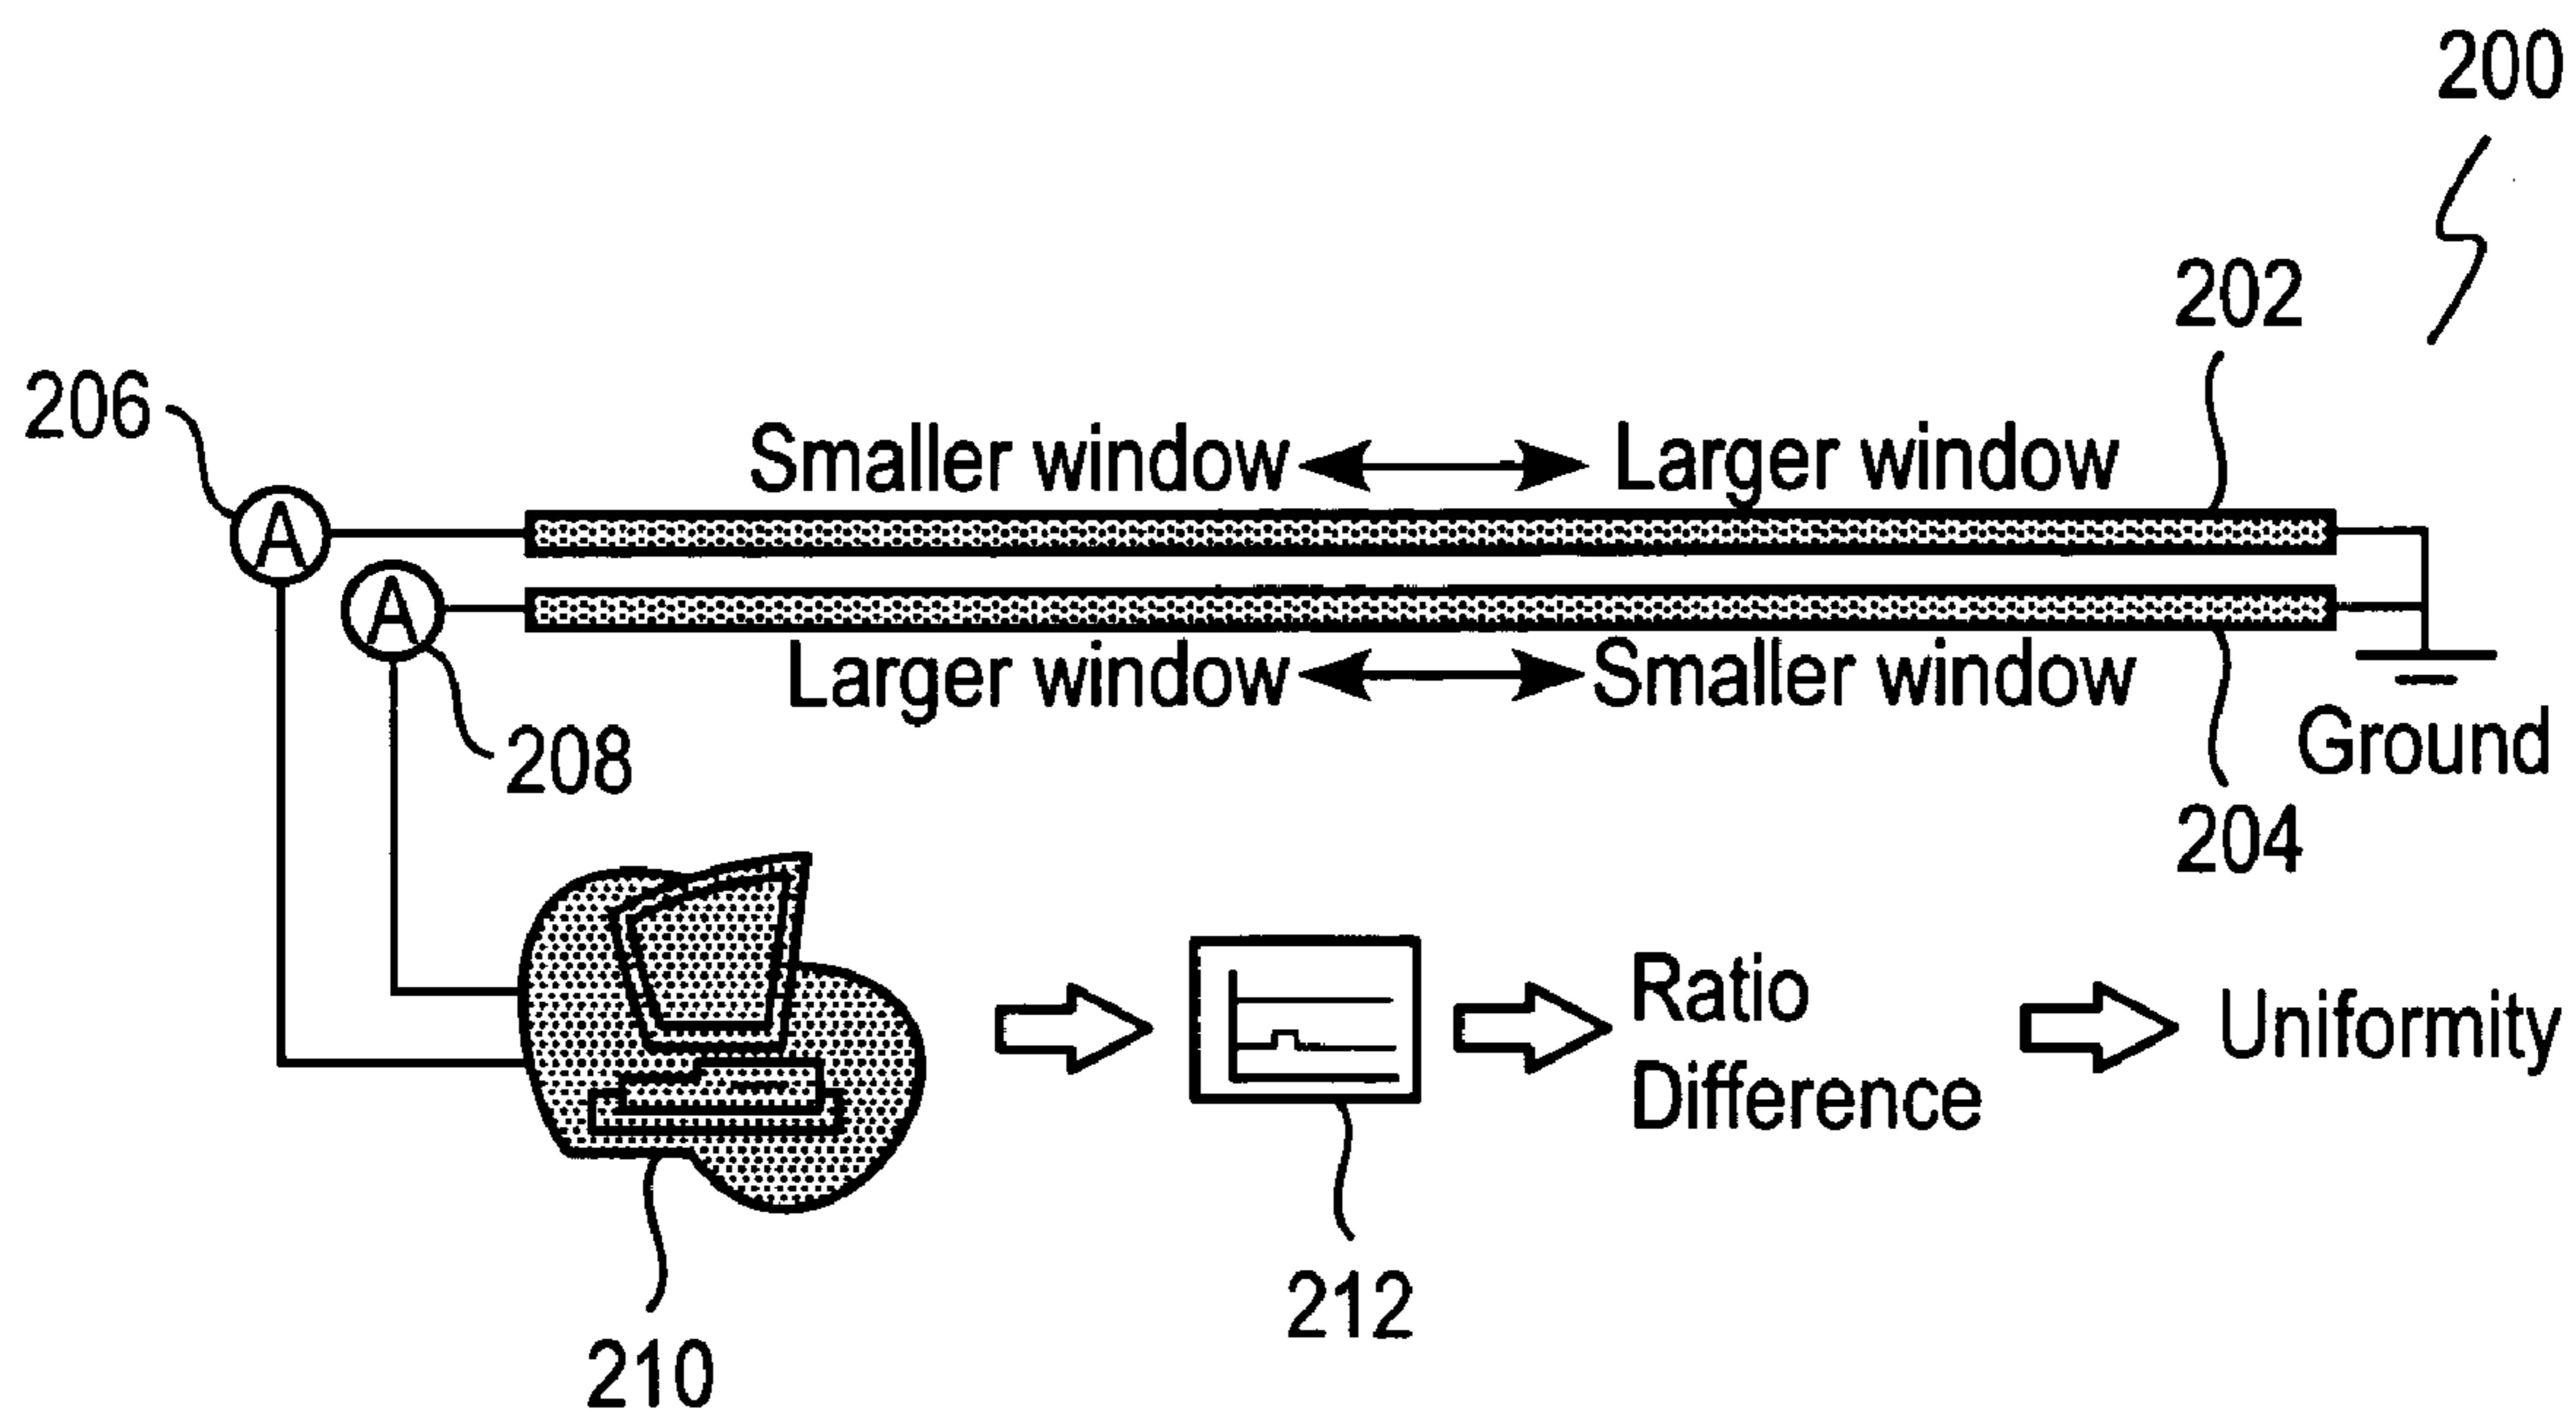 200
202
206
Smaller window Larger window
A
A
Larger window Smaller window
208
Ground
204
Ratio
Difference
Uniformity
212
210